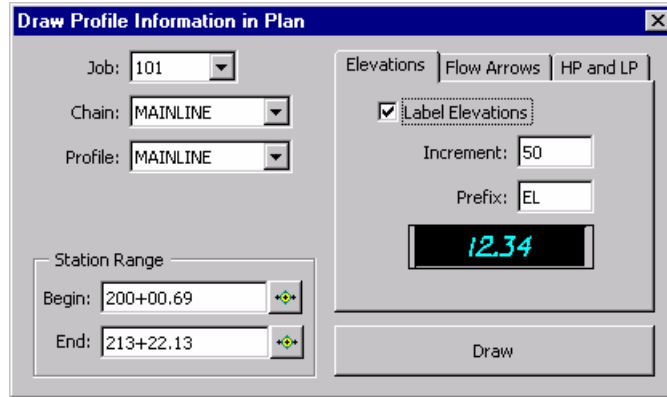 Draw Profile Information in Plan
Job: 101
Chain: MAINLINE
Profile: MAINLINE
Station Range
Begin: 200+00.69
End: 213+22.13
Elevations Flow Arrows HP and LP
Label Elevations
Increment: 50
Prefix: EL
12.34
Draw